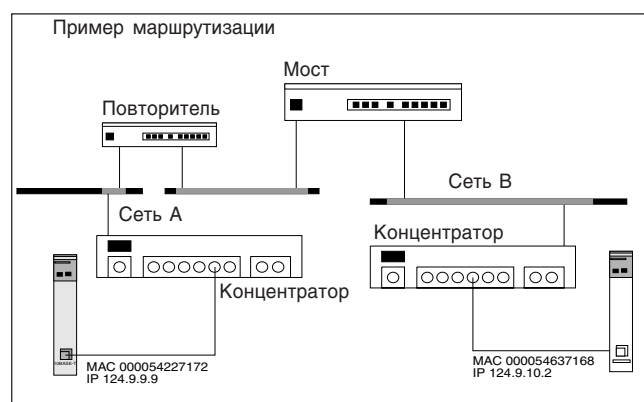 Пример маршрутизации
Мост
Повторитель
Сеть А
Сеть В
Концентратор
Концентратор
MAC 000054227172
IP 124.9.9.9
MAC 000054637168
IP 124.9.10.2